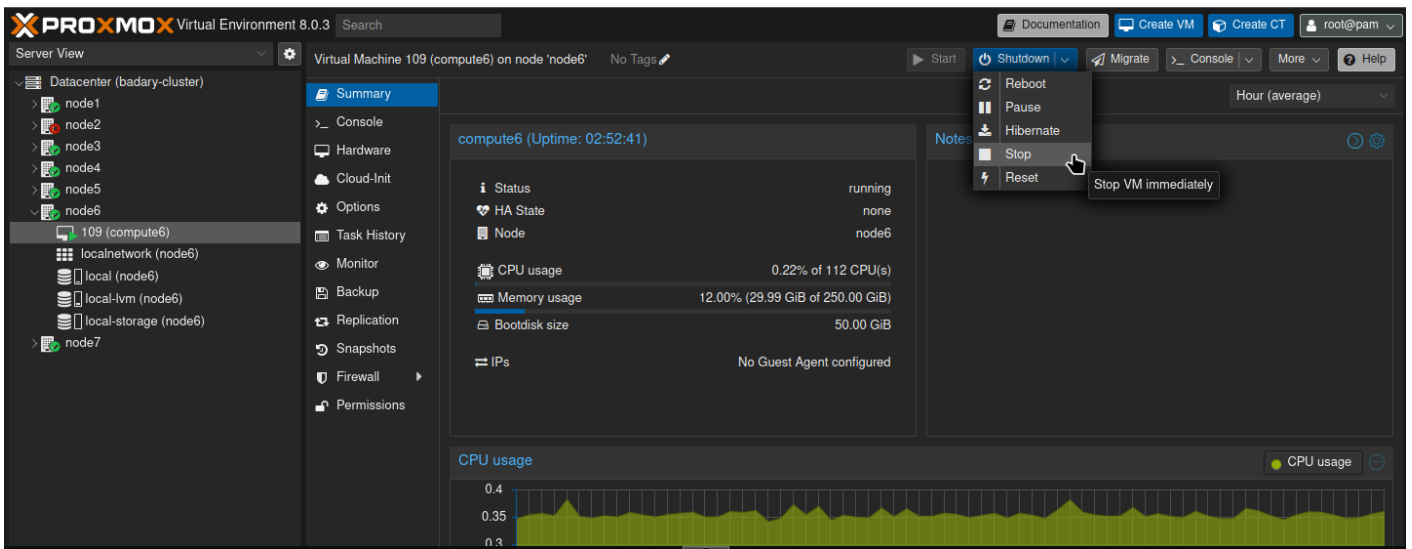 PROXMOX Virtual Environment 8.0.3 Search Documentation Create VM Create CT root@pam
Server View
Virtual Machine 109 (compute6) on node 'node6' No Tags Start Shutdown Migrate Console More Help
Datacenter (badary-cluster)
node1
node2
node3
node4
node5
node6
109 (compute6)
localnetwork (node6)
local (node6)
local-lvm (node6)
local-storage (node6)
node7
Summary
Console
Hardware
Cloud-Init
Options
Task History
Monitor
Backup
Replication
Snapshots
Firewall
Permissions
Reboot
Pause
Hibernate
Stop
Reset
Stop VM immediately
Hour (average)
compute6 (Uptime: 02:52:41)
Status running
HA State none
Node node6
CPU usage 0.22% of 112 CPU(s)
Memory usage 12.00% (29.99 GiB of 250.00 GiB)
Bootdisk size 50.00 GiB
IPs No Guest Agent configured
Notes
CPU usage
CPU usage
0.4
0.35
0.3